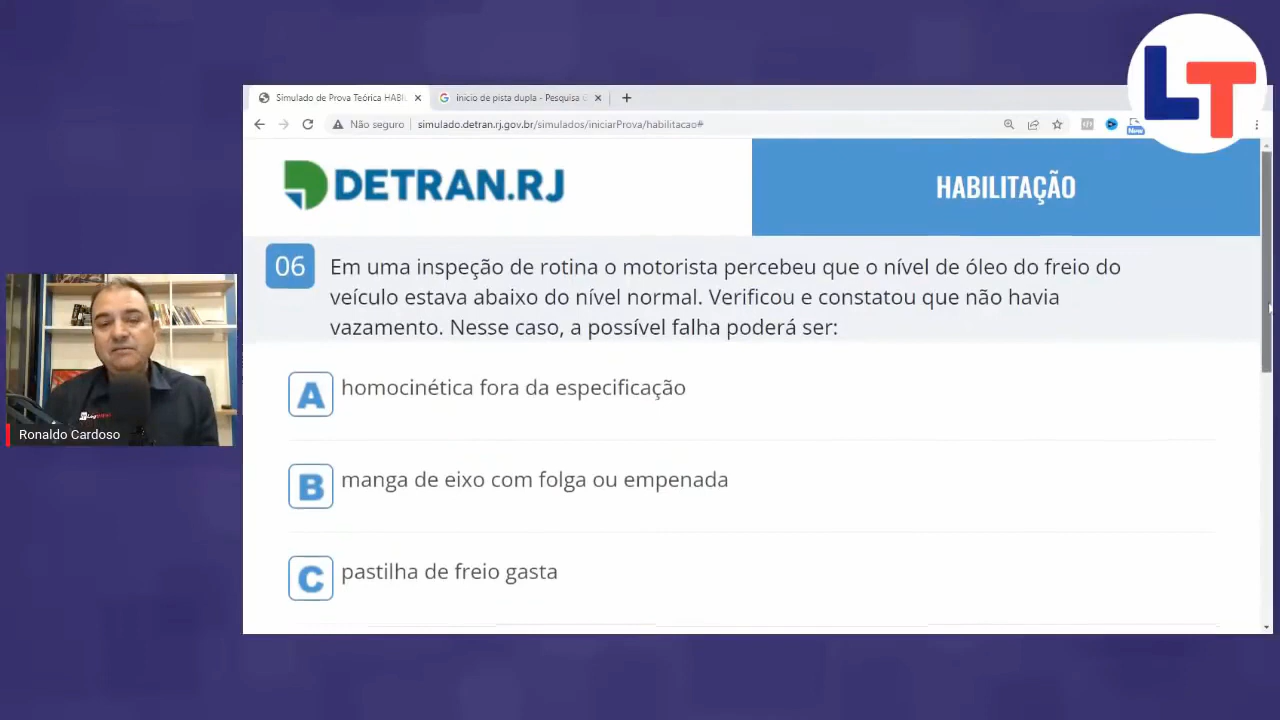 LT
Simulado de Prova Teórica HABI
inicio de pista dupla - Pesquisa G
Não seguro
simulado.detran.rj.gov.br/simulados/iniciarProva/habilitacao#
New
DETRAN.RJ
HABILITAÇÃO
06
Em uma inspeção de rotina o motorista percebeu que o nível de óleo do freio do
veículo estava abaixo do nível normal. Verificou e constatou que não havia
vazamento. Nesse caso, a possível falha poderá ser:
A homocinética fora da especificação
B manga de eixo com folga ou empenada
C pastilha de freio gasta
Ronaldo Cardoso